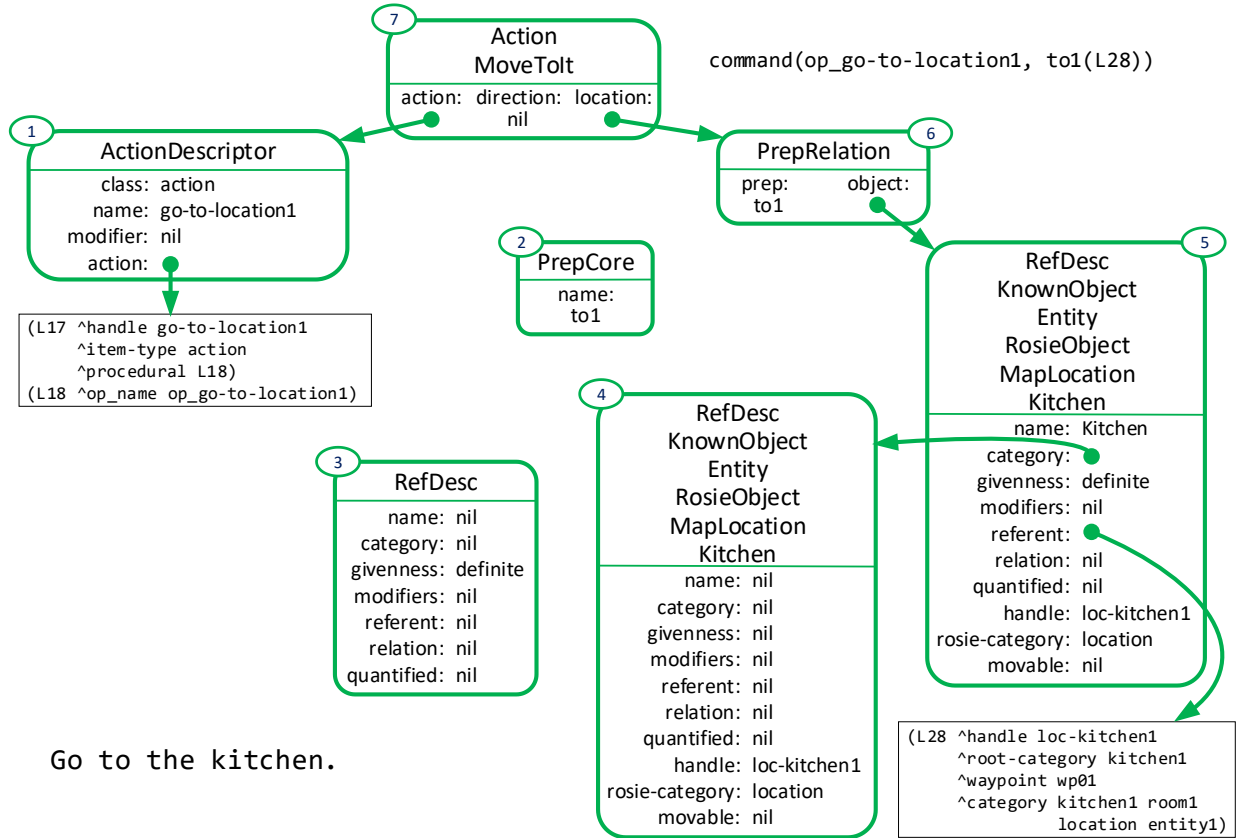 7
Action
MoveToIt
action: direction: location:
nil
command(op_go-to-location1, to1(L28))
1
ActionDescriptor
class: action
name: go-to-location1
modifier: nil
action:
(L17 ^handle go-to-location1
^item-type action
^procedural L18)
(L18 ^op_name op_go-to-location1)
6
PrepRelation
prep: object:
to1
2
PrepCore
name:
to1
5
RefDesc
KnownObject
Entity
RosieObject
MapLocation
Kitchen
name: Kitchen
category:
givenness: definite
modifiers: nil
referent:
relation: nil
quantified: nil
handle: loc-kitchen1
rosie-category: location
movable: nil
4
RefDesc
KnownObject
Entity
RosieObject
MapLocation
Kitchen
name: nil
category: nil
givenness: nil
modifiers: nil
referent: nil
relation: nil
quantified: nil
handle: loc-kitchen1
rosie-category: location
movable: nil
3
RefDesc
name: nil
category: nil
givenness: definite
modifiers: nil
referent: nil
relation: nil
quantified: nil
(L28 ^handle loc-kitchen1
^root-category kitchen1
^waypoint wp01
^category kitchen1 room1
location entity1)
Go to the kitchen.